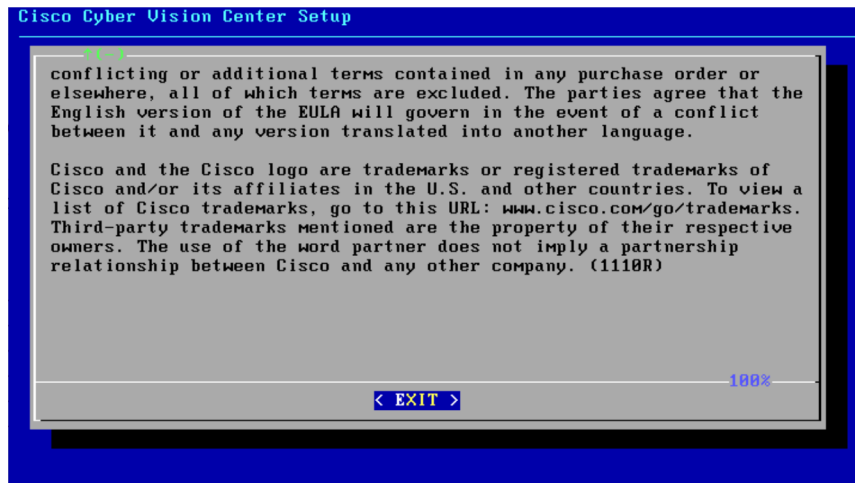 Cisco Cyber Vision Center Setup
↑(-)
conflicting or additional terms contained in any purchase order or
elsewhere, all of which terms are excluded. The parties agree that the
English version of the EULA will govern in the event of a conflict
between it and any version translated into another language.
Cisco and the Cisco logo are trademarks or registered trademarks of
Cisco and/or its affiliates in the U.S. and other countries. To view a
list of Cisco trademarks, go to this URL: www.cisco.com/go/trademarks.
Third-party trademarks mentioned are the property of their respective
owners. The use of the word partner does not imply a partnership
relationship between Cisco and any other company. (1110R)
100%
< EXIT >